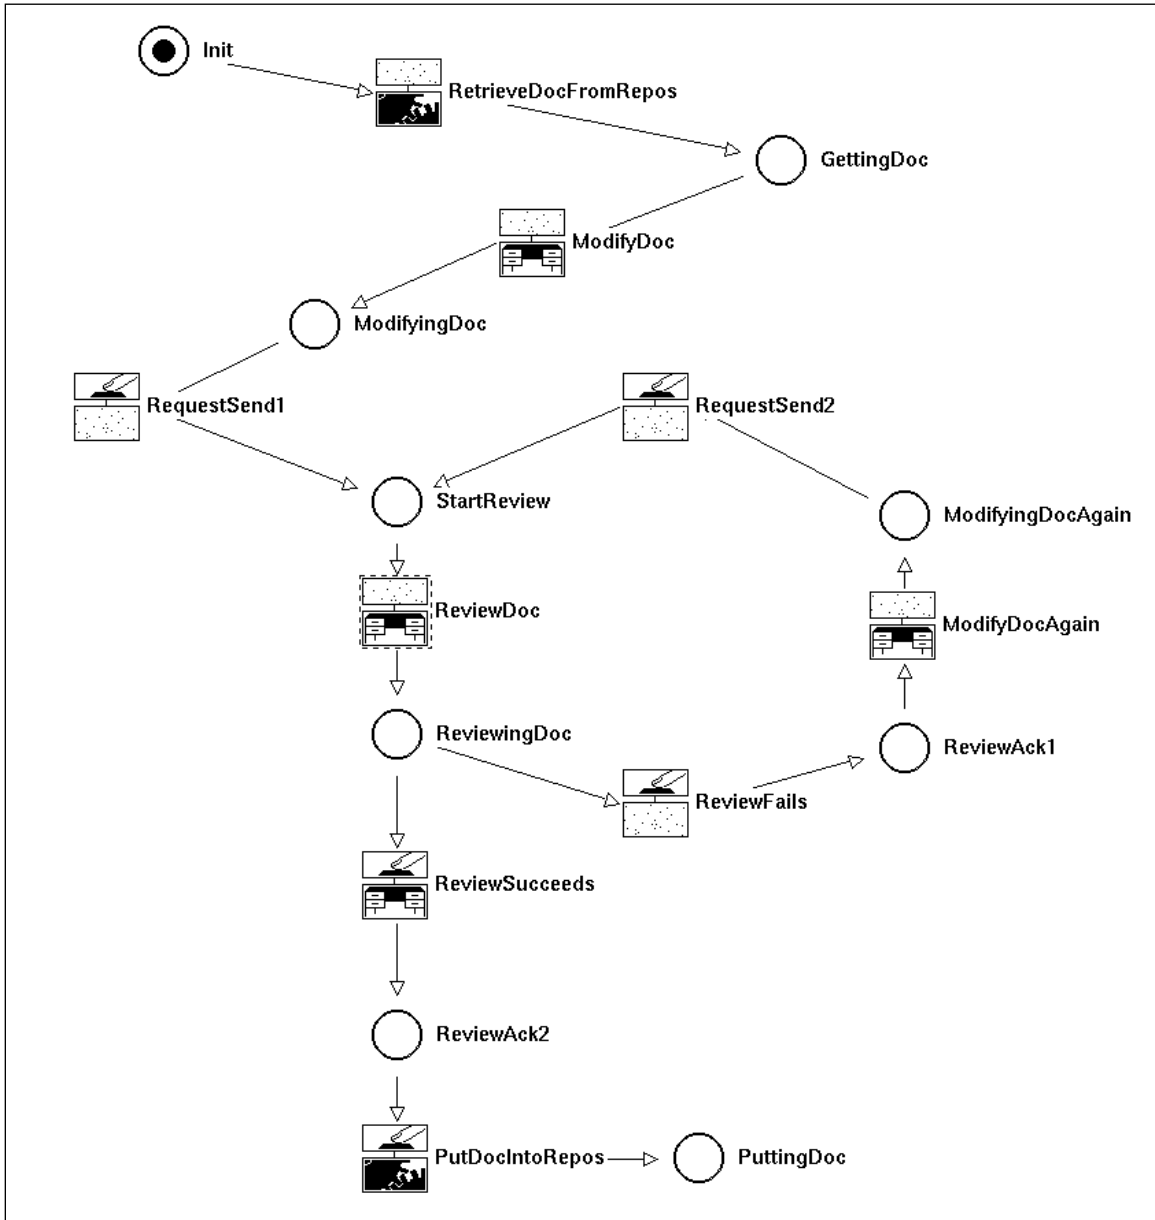 Init
RetrieveDocFromRepos
GettingDoc
ModifyDoc
ModifyingDoc
RequestSend1
RequestSend2
StartReview
ModifyingDocAgain
ReviewDoc
ModifyDocAgain
ReviewingDoc
ReviewAck1
ReviewFails
ReviewSucceeds
ReviewAck2
PutDocIntoRepos
PuttingDoc